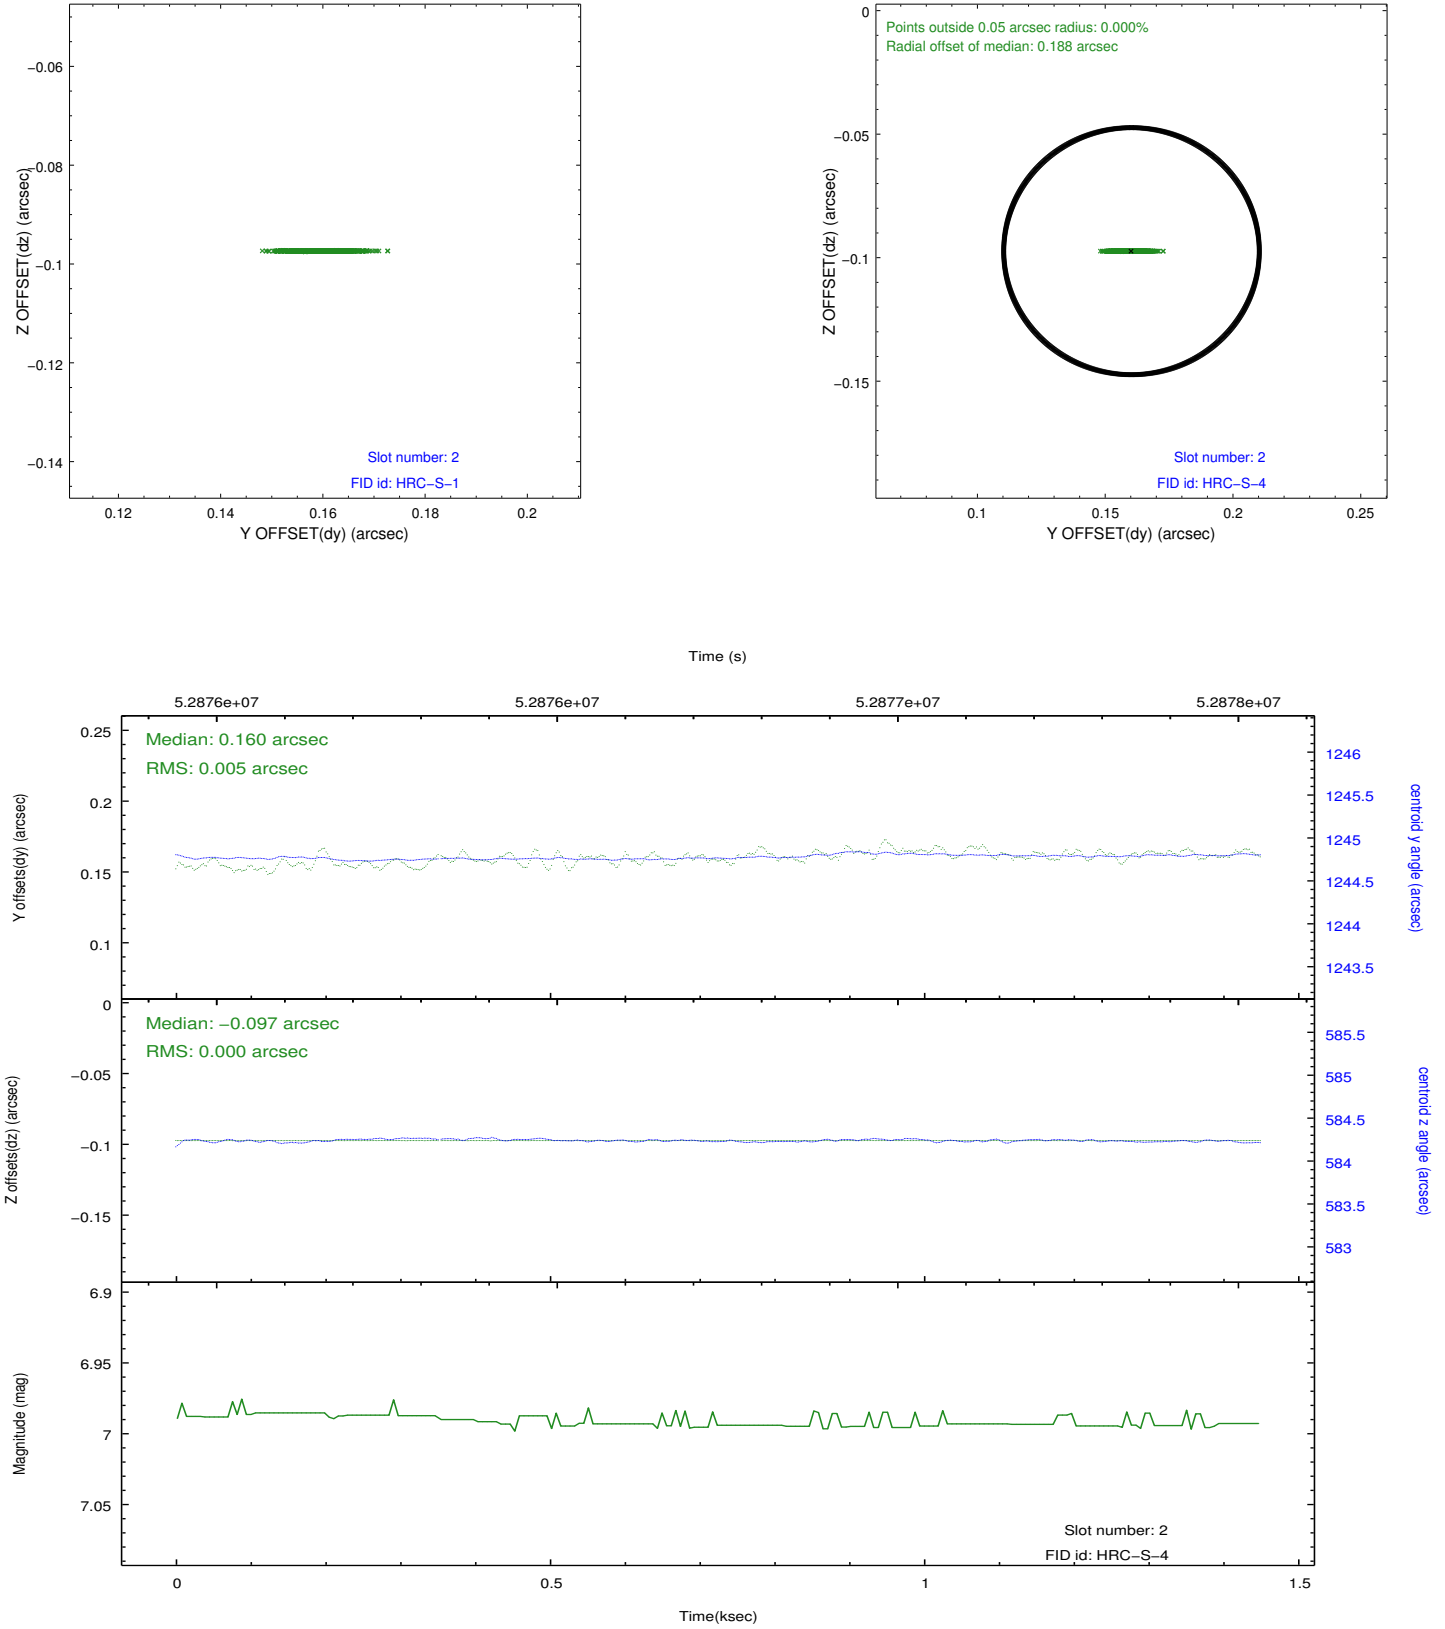 −0.06
−0.08
−0.1
−0.12
−0.14
Z OFFSET(dz) (arcsec)
Slot number: 2
FID id: HRC−S−1
0.12
0.14
0.16
0.18
0.2
Y OFFSET(dy) (arcsec)
0
−0.05
−0.1
−0.15
Z OFFSET(dz) (arcsec)
Points outside 0.05 arcsec radius: 0.000%
Radial offset of median: 0.188 arcsec
Slot number: 2
FID id: HRC−S−4
0.1
0.15
0.2
0.25
Y OFFSET(dy) (arcsec)
Time (s)
5.2876e+07
5.2876e+07
5.2877e+07
5.2878e+07
Median: 0.160 arcsec
RMS: 0.005 arcsec
0.25
0.2
0.15
0.1
Y offsets(dy) (arcsec)
1246
1245.5
1245
1244.5
1244
1243.5
centroid y angle (arcsec)
Median: −0.097 arcsec
RMS: 0.000 arcsec
0
−0.05
−0.1
−0.15
Z offsets(dz) (arcsec)
585.5
585
584.5
584
583.5
583
centroid z angle (arcsec)
6.9
6.95
7
7.05
Magnitude (mag)
Slot number: 2
FID id: HRC−S−4
0
0.5
1
1.5
Time(ksec)